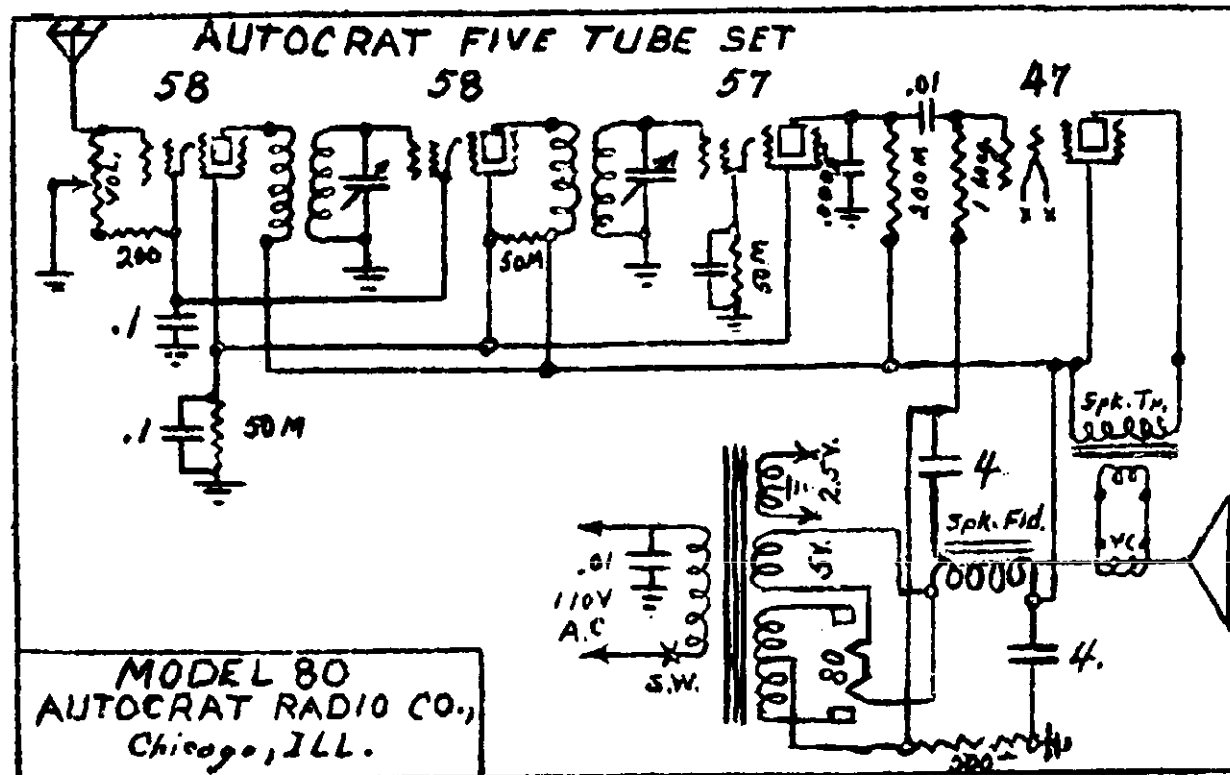 AUTOCRAT FIVE TUBE SET
58
58
57
.01
47
VOL.
200
50M
50M
200M
1 MEG
x x
.1
.1
50M
Spk. Tr.
2.5V.
4
Spk. Fld.
5V.
VC
.01
110V
A.C
80
4.
S.W.
200
MODEL 80
AUTOCRAT RADIO CO.,
Chicago, ILL.